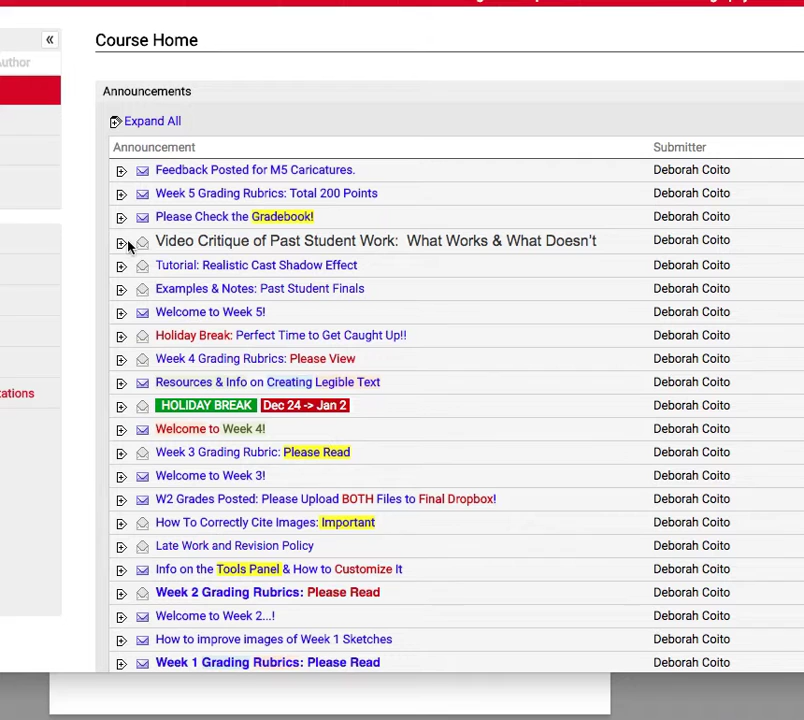 «
uthor
Course Home
Announcements
Expand All
Announcement Submitter
Feedback Posted for M5 Caricatures. Deborah Coito
Week 5 Grading Rubrics: Total 200 Points Deborah Coito
Please Check the Gradebook! Deborah Coito
Video Critique of Past Student Work: What Works & What Doesn't Deborah Coito
Tutorial: Realistic Cast Shadow Effect Deborah Coito
Examples & Notes: Past Student Finals Deborah Coito
Welcome to Week 5! Deborah Coito
Holiday Break: Perfect Time to Get Caught Up!! Deborah Coito
Week 4 Grading Rubrics: Please View Deborah Coito
Resources & Info on Creating Legible Text Deborah Coito
tations
HOLIDAY BREAK Dec 24 -> Jan 2 Deborah Coito
Welcome to Week 4! Deborah Coito
Week 3 Grading Rubric: Please Read Deborah Coito
Welcome to Week 3! Deborah Coito
W2 Grades Posted: Please Upload BOTH Files to Final Dropbox! Deborah Coito
How To Correctly Cite Images: Important Deborah Coito
Late Work and Revision Policy Deborah Coito
Info on the Tools Panel & How to Customize It Deborah Coito
Week 2 Grading Rubrics: Please Read Deborah Coito
Welcome to Week 2...! Deborah Coito
How to improve images of Week 1 Sketches Deborah Coito
Week 1 Grading Rubrics: Please Read Deborah Coito